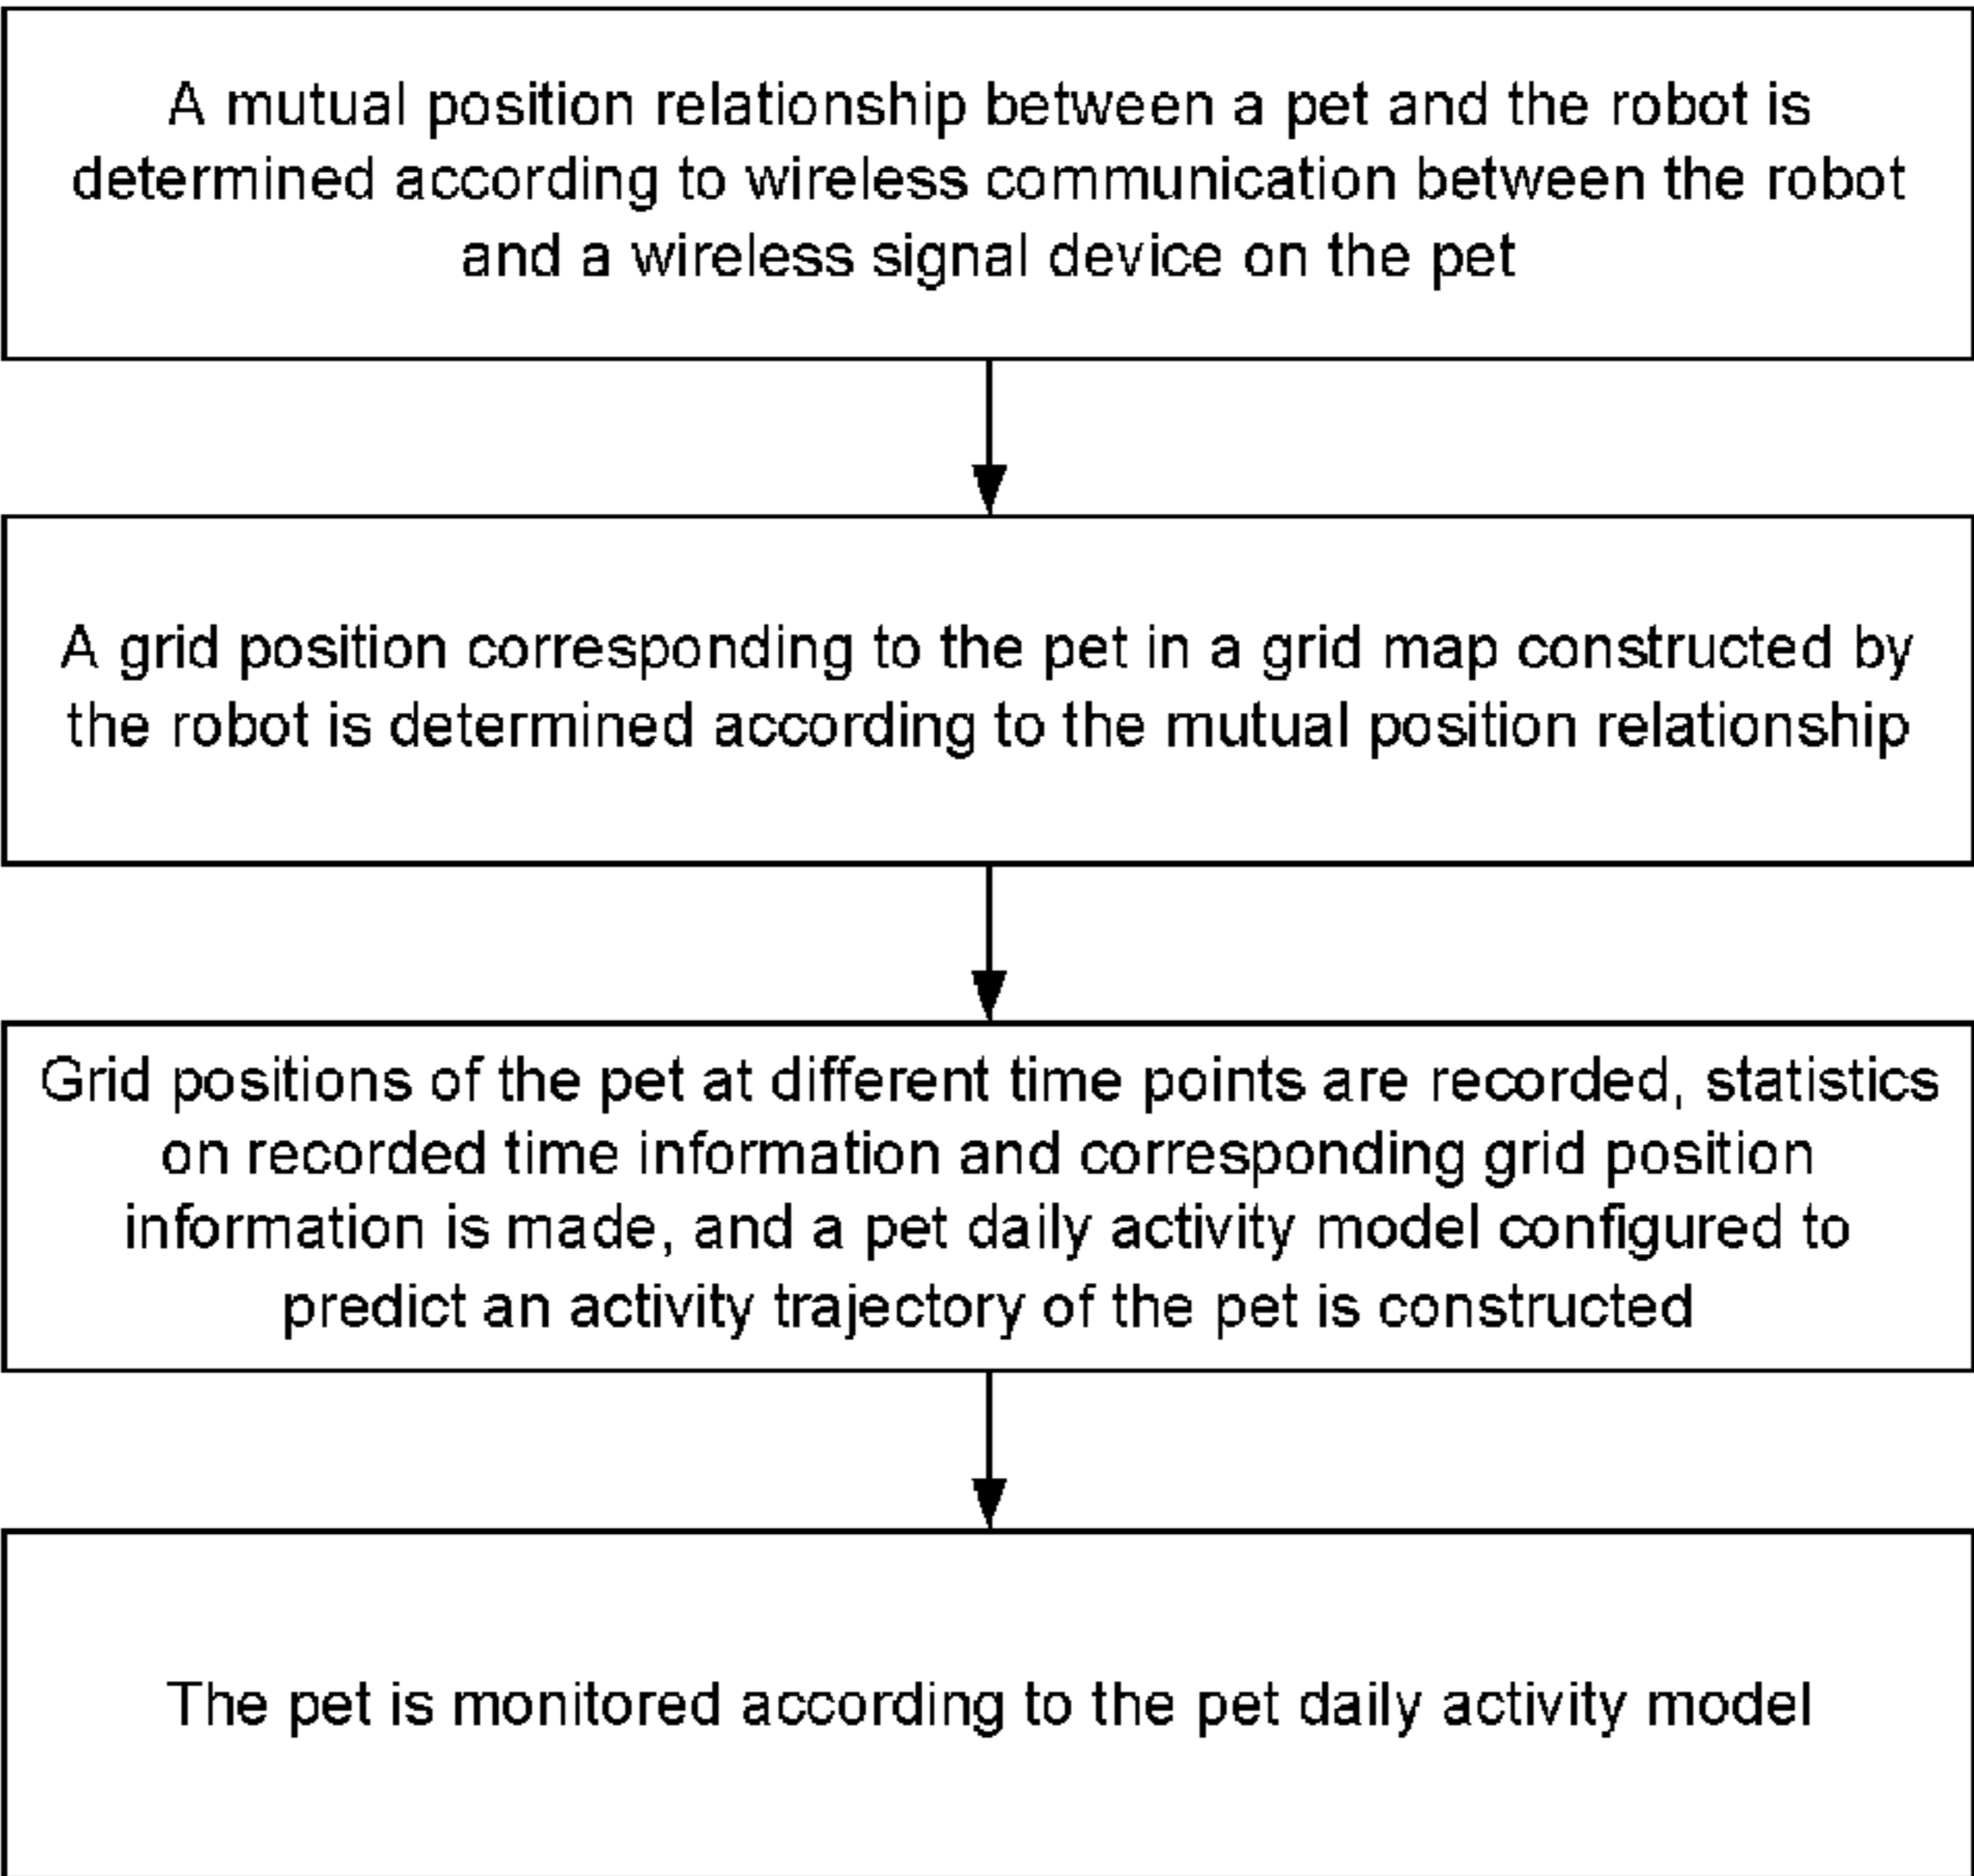 A mutual position relationship between a pet and the robot is
determined according to wireless communication between the robot
and a wireless signal device on the pet
A grid position corresponding to the pet in a grid map constructed by
the robot is determined according to the mutual position relationship
Grid positions of the pet at different time points are recorded, statistics
on recorded time information and corresponding grid position
information is made, and a pet daily activity model configured to
predict an activity trajectory of the pet is constructed
The pet is monitored according to the pet daily activity model